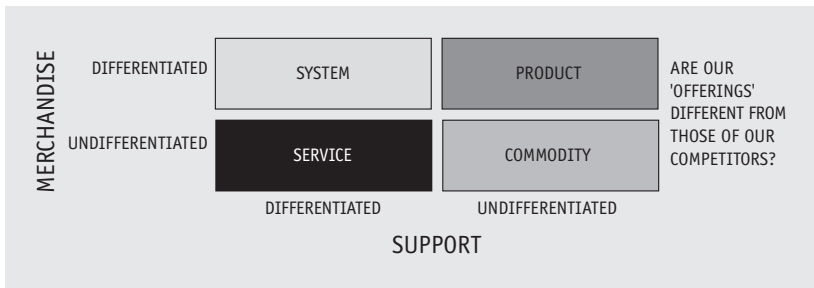 MERCHANDISE
DIFFERENTIATED
SYSTEM
PRODUCT
UNDIFFERENTIATED
SERVICE
COMMODITY
DIFFERENTIATED
UNDIFFERENTIATED
SUPPORT
ARE OUR
'OFFERINGS'
DIFFERENT FROM
THOSE OF OUR
COMPETITORS?